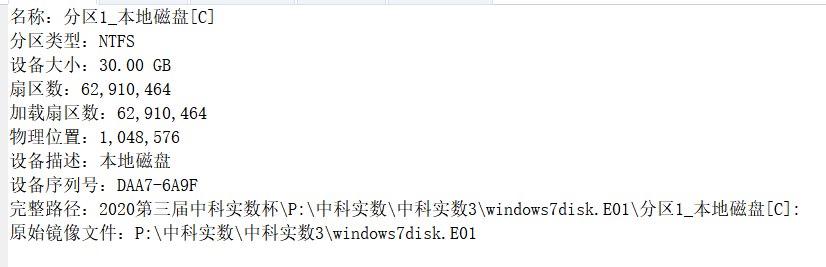 名称：分区1_本地磁盘[C]
分区类型：NTFS
设备大小：30.00 GB
扇区数：62,910,464
加载扇区数：62,910,464
物理位置：1,048,576
设备描述：本地磁盘
设备序列号：DAA7-6A9F
完整路径：2020第三届中科实数杯\P:\中科实数\中科实数3\windows7disk.E01\分区1_本地磁盘[C]:
原始镜像文件：P:\中科实数\中科实数3\windows7disk.E01